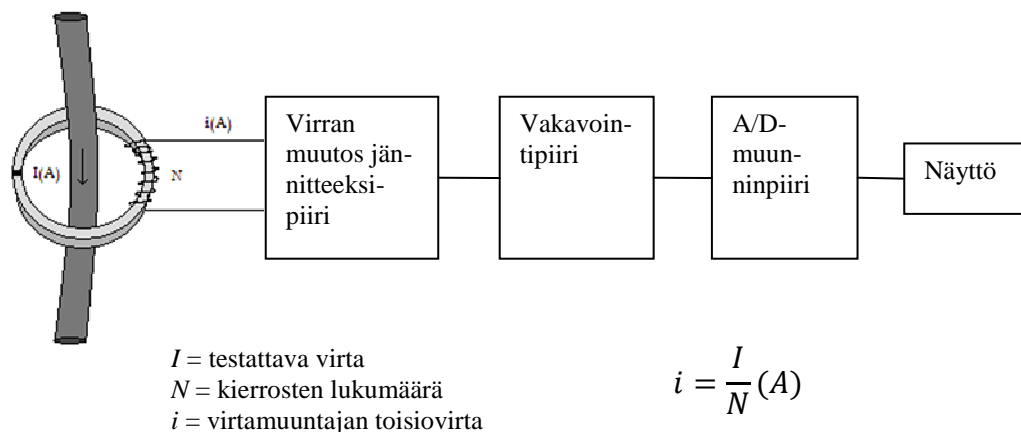 i(A)
I(A)
N
Virran
muutos jän-
nitteeksi-
piiri
Vakavoin-
tipiiri
A/D-
muun-
ninpiiri
Näyttö
I = testattava virta
N = kierrosten lukumäärä
i = virtamuuntajan toisiovirta
i = I/N (A)